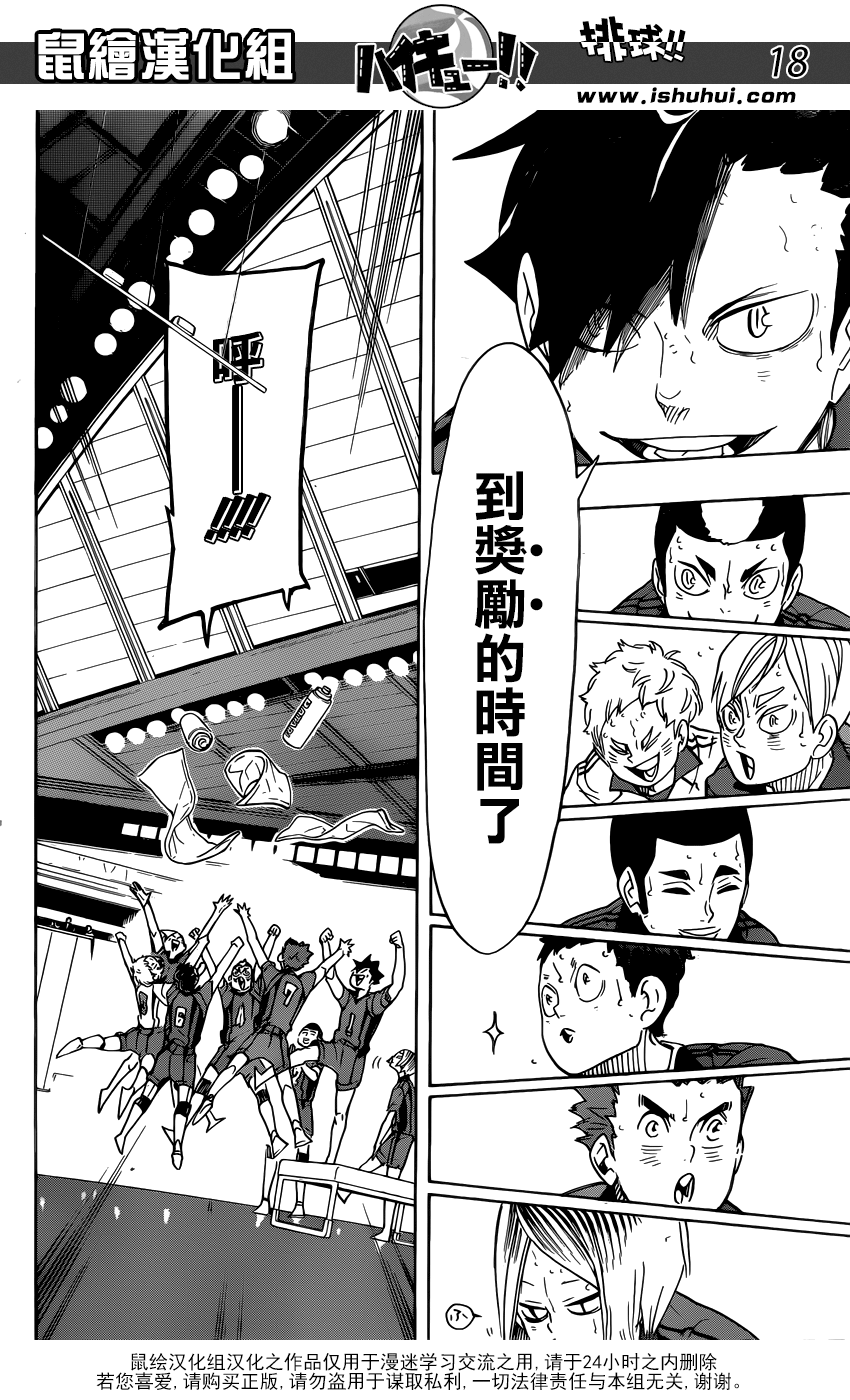 鼠繪漢化組
ハイキュー!!
排球!!
18
www.ishuhui.com
到獎勵的時間了
呼——!!!!!
ふぅ
鼠绘汉化组汉化之作品仅用于漫迷学习交流之用, 请于24小时之内删除
若您喜爱, 请购买正版, 请勿盗用于谋取私利, 一切法律责任与本组无关, 谢谢。